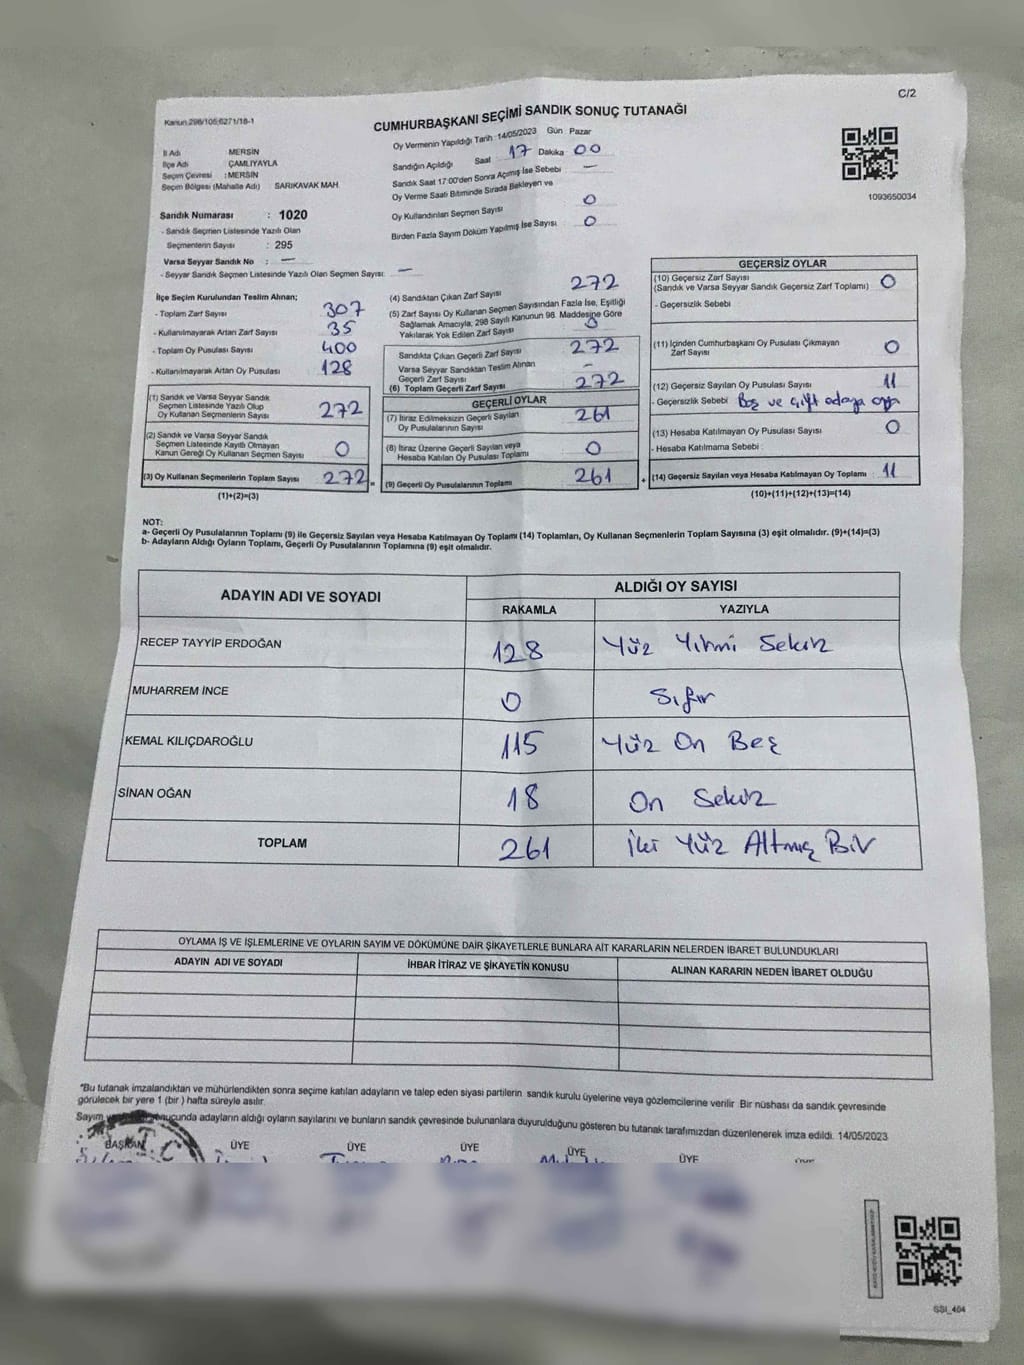 C/2
Kanun 298/105,6271/18-1
CUMHURBAŞKANI SEÇİMİ SANDIK SONUÇ TUTANAĞI
Oy Vermenin Yapıldığı Tarih : 14/05/2023 Gün Pazar
Sandığın Açıldığı Saat 17 Dakika 00
Sandık Saat 17:00'den Sonra Açımış İse Sebebi —
Oy Verme Saati Bitiminde Sırada Bekleyen ve
Oy Kullandırılan Seçmen Sayısı 0
Birden Fazla Sayım Döküm Yapılmış İse Sayısı 0
1093650034
İl Adı : MERSİN
İlçe Adı : ÇAMLIYAYLA
Seçim Çevresi : MERSİN
Seçim Bölgesi (Mahalle Adı) SARIKAVAK MAH.
Sandık Numarası : 1020
- Sandık Seçmen Listesinde Yazılı Olan
Seçmenlerin Sayısı : 295
Varsa Seyyar Sandık No : —
- Seyyar Sandık Seçmen Listesinde Yazılı Olan Seçmen Sayısı : —
İlçe Seçim Kurulundan Teslim Alınan;
- Toplam Zarf Sayısı 307
- Kullanılmayarak Artan Zarf Sayısı 35
- Toplam Oy Pusulası Sayısı 400
- Kullanılmayarak Artan Oy Pusulası 128
(1) Sandık ve Varsa Seyyar Sandık
Seçmen Listesinde Yazılı Olup
Oy Kullanan Seçmenlerin Sayısı 272
(2) Sandık ve Varsa Seyyar Sandık
Seçmen Listesinde Kayıtlı Olmayan
Kanun Gereği Oy Kullanan Seçmen Sayısı 0
(3) Oy Kullanan Seçmenlerin Toplam Sayısı 272 =
(1)+(2)=(3)
(4) Sandıktan Çıkan Zarf Sayısı 272
(5) Zarf Sayısı Oy Kullanan Seçmen Sayısından Fazla İse, Eşitliği
Sağlamak Amacıyla, 298 Sayılı Kanunun 98. Maddesine Göre
Yakılarak Yok Edilen Zarf Sayısı 0
Sandıkta Çıkan Geçerli Zarf Sayısı 272
Varsa Seyyar Sandıktan Teslim Alınan
Geçerli Zarf Sayısı -
(6) Toplam Geçerli Zarf Sayısı 272
GEÇERLİ OYLAR
(7) İtiraz Edilmeksizin Geçerli Sayılan
Oy Pusulalarının Sayısı 261
(8) İtiraz Üzerine Geçerli Sayılan veya
Hesaba Katılan Oy Pusulası Toplamı 0
(9) Geçerli Oy Pusulalarının Toplamı 261 +
GEÇERSİZ OYLAR
(10) Geçersiz Zarf Sayısı
(Sandık ve Varsa Seyyar Sandık Geçersiz Zarf Toplamı) 0
- Geçersizlik Sebebi
(11) İçinden Cumhurbaşkanı Oy Pusulası Çıkmayan
Zarf Sayısı 0
(12) Geçersiz Sayılan Oy Pusulası Sayısı 11
- Geçersizlik Sebebi Boş ve çift adaya oy
(13) Hesaba Katılmayan Oy Pusulası Sayısı 0
- Hesaba Katılmama Sebebi :
(14) Geçersiz Sayılan veya Hesaba Katılmayan Oy Toplamı : 11
(10)+(11)+(12)+(13)=(14)
NOT:
a- Geçerli Oy Pusulalarının Toplamı (9) ile Geçersiz Sayılan veya Hesaba Katılmayan Oy Toplamı (14) Toplamları, Oy Kullanan Seçmenlerin Toplam Sayısına (3) eşit olmalıdır. (9)+(14)=(3)
b- Adayların Aldığı Oyların Toplamı, Geçerli Oy Pusulalarının Toplamına (9) eşit olmalıdır.
ADAYIN ADI VE SOYADI
ALDIĞI OY SAYISI
RAKAMLA YAZIYLA
RECEP TAYYİP ERDOĞAN 128 Yüz Yirmi Sekiz
MUHARREM İNCE 0 Sıfır
KEMAL KILIÇDAROĞLU 115 Yüz On Beş
SİNAN OĞAN 18 On Sekiz
TOPLAM 261 İki Yüz Altmış Bir
OYLAMA İŞ VE İŞLEMLERİNE VE OYLARIN SAYIM VE DÖKÜMÜNE DAİR ŞİKAYETLERLE BUNLARA AİT KARARLARIN NELERDEN İBARET BULUNDUKLARI
ADAYIN ADI VE SOYADI İHBAR İTİRAZ VE ŞİKAYETİN KONUSU ALINAN KARARIN NEDEN İBARET OLDUĞU
*Bu tutanak imzalandıktan ve mühürlendikten sonra seçime katılan adayların ve talep eden siyasi partilerin sandık kurulu üyelerine veya gözlemcilerine verilir. Bir nüshası da sandık çevresinde
görülecek bir yere 1 (bir ) hafta süreyle asılır.
Sayım adayların aldığı oyların sayılarını ve bunların sandık çevresinde bulunanlara duyurulduğunu gösteren bu tutanak tarafımızdan düzenlenerek imza edildi. 14/05/2023
BAŞKAN ÜYE ÜYE ÜYE ÜYE ÜYE
T.C
SSI_404